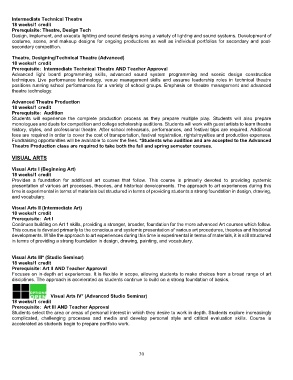 Intermediate Technical Theatre
18 weeks/1 credit
Prerequisite: Theatre, Design Tech
Design, implement, and execute lighting and sound designs using a variety of lighting and sound systems. Development of
costume, scene, and makeup designs for ongoing productions as well as individual portfolios for secondary and post-
secondary competition.
Theatre, Designing/Technical Theatre (Advanced)
18 weeks/1 credit
Prerequisite: Intermediate Technical Theatre AND Teacher Approval
Advanced light board programming skills, advanced sound system programming and scenic design construction
techniques. Live performance technology, venue management skills and assume leadership roles in technical theatre
positions running school performances for a variety of school groups. Emphasis on theatre management and advanced
theatre technology.
Advanced Theatre Production
18 weeks/1 credit
Prerequisite: Audition
Students will experience the complete production process as they prepare multiple play. Students will also prepare
monologues and duets for competition and college scholarship auditions. Students will work with guest artists to learn theatre
history, styles, and professional theatre. After school rehearsals, performances, and festival trips are required. Additional
fees are required in order to cover the cost of transportation, festival registration, rights/royalties and production expenses.
Fundraising opportunities will be available to cover the fees. *Students who audition and are accepted to the Advanced
Theatre Production class are required to take both the fall and spring semester courses.
VISUAL ARTS
Visual Arts I (Beginning Art)
18 weeks/1 credit
Provides a foundation for additional art courses that follow. This course is primarily devoted to providing systemic
presentation of various art processes, theories, and historical developments. The approach to art experiences during this
time is experimental in terms of materials but structured in terms of providing students a strong foundation in design, drawing,
and vocabulary.
Visual Arts II (Intermediate Art)
18 weeks/1 credit
Prerequisite: Art I
Continues building on Art 1 skills, providing a stronger, broader, foundation for the more advanced Art courses which follow.
This course is devoted primarily to the conscious and systemic presentation of various art procedures, theories and historical
developments. While the approach to art experiences during this time is experimental in terms of materials, it is still structured
in terms of providing a strong foundation in design, drawing, painting, and vocabulary.
Visual Arts III* (Studio Art Seminar)
18 weeks/1 credit
Prerequisite: Art II AND Teacher Approval
Focuses on in depth art experiences. It is flexible in scope, allowing students to make choices from a broad range of art
disciplines. The approach is accelerated as students continue to build on a strong foundation of basics.
Visual Arts IV* (Advanced Studio Seminar)
18 weeks/1 credit
Prerequisite: Art III AND Teacher Approval
Students select the area or areas of personal interest in which they desire to work in depth. Students explore increasingly
complicated, challenging processes and media and develop personal style and critical evaluation skills. Course is
accelerated as students begin to prepare portfolio work.
70